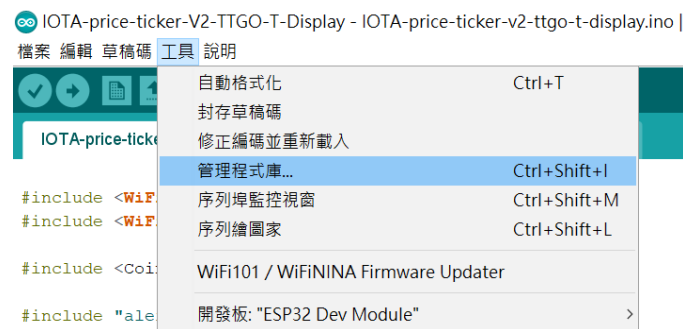 IOTA-price-ticker-V2-TTGO-T-Display - IOTA-price-ticker-v2-ttgo-t-display.ino |
檔案 編輯 草稿碼 工具 說明
自動格式化 Ctrl+T
封存草稿碼
IOTA-price-ticke
修正編碼並重新載入
管理程式庫... Ctrl+Shift+I
#include <WiF
序列埠監控視窗 Ctrl+Shift+M
#include <WiF
序列繪圖家 Ctrl+Shift+L
#include <Coi
WiFi101 / WiFiNINA Firmware Updater
#include "ale
開發板: "ESP32 Dev Module"